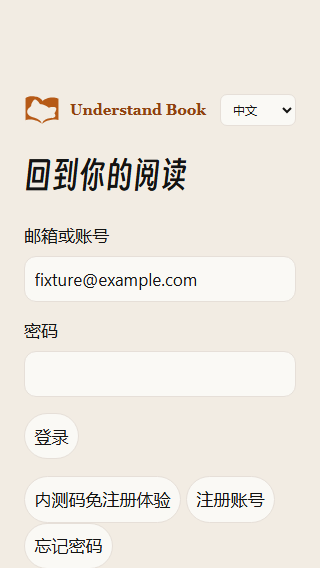 Understand Book
中文
回到你的阅读
邮箱或账号
fixture@example.com
密码
登录
内测码免注册体验
注册账号
忘记密码